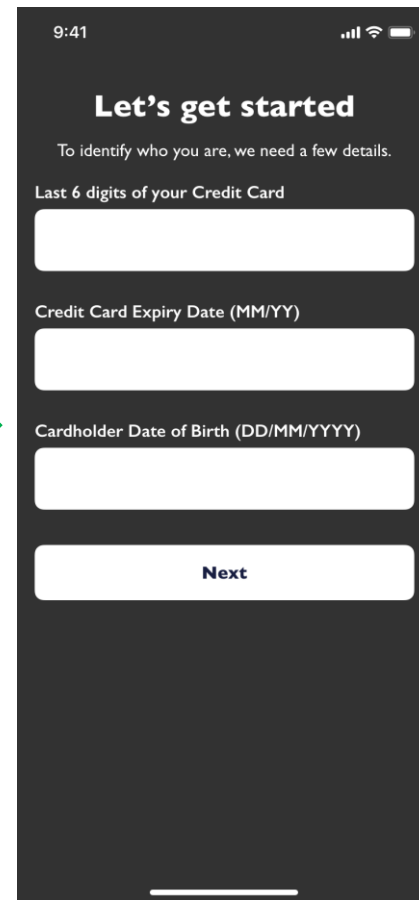 9:41
Let’s get started
To identify who you are, we need a few details.
Last 6 digits of your Credit Card
Credit Card Expiry Date (MM/YY)
Cardholder Date of Birth (DD/MM/YYYY)
Next